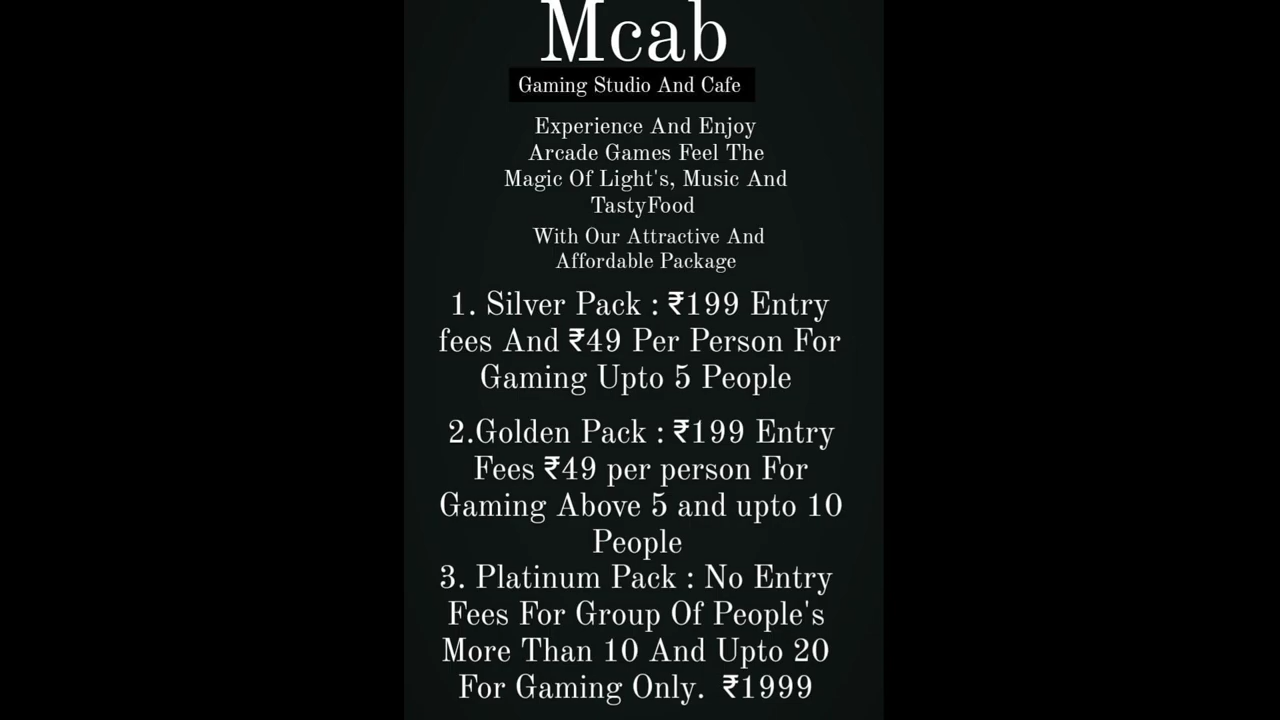 Mcab
Gaming Studio And Cafe
Experience And Enjoy
Arcade Games Feel The
Magic Of Light's, Music And
TastyFood
With Our Attractive And
Affordable Package
1. Silver Pack : ₹199 Entry
fees And ₹49 Per Person For
Gaming Upto 5 People
2.Golden Pack : ₹199 Entry
Fees ₹49 per person For
Gaming Above 5 and upto 10
People
3. Platinum Pack : No Entry
Fees For Group Of People's
More Than 10 And Upto 20
For Gaming Only. ₹1999